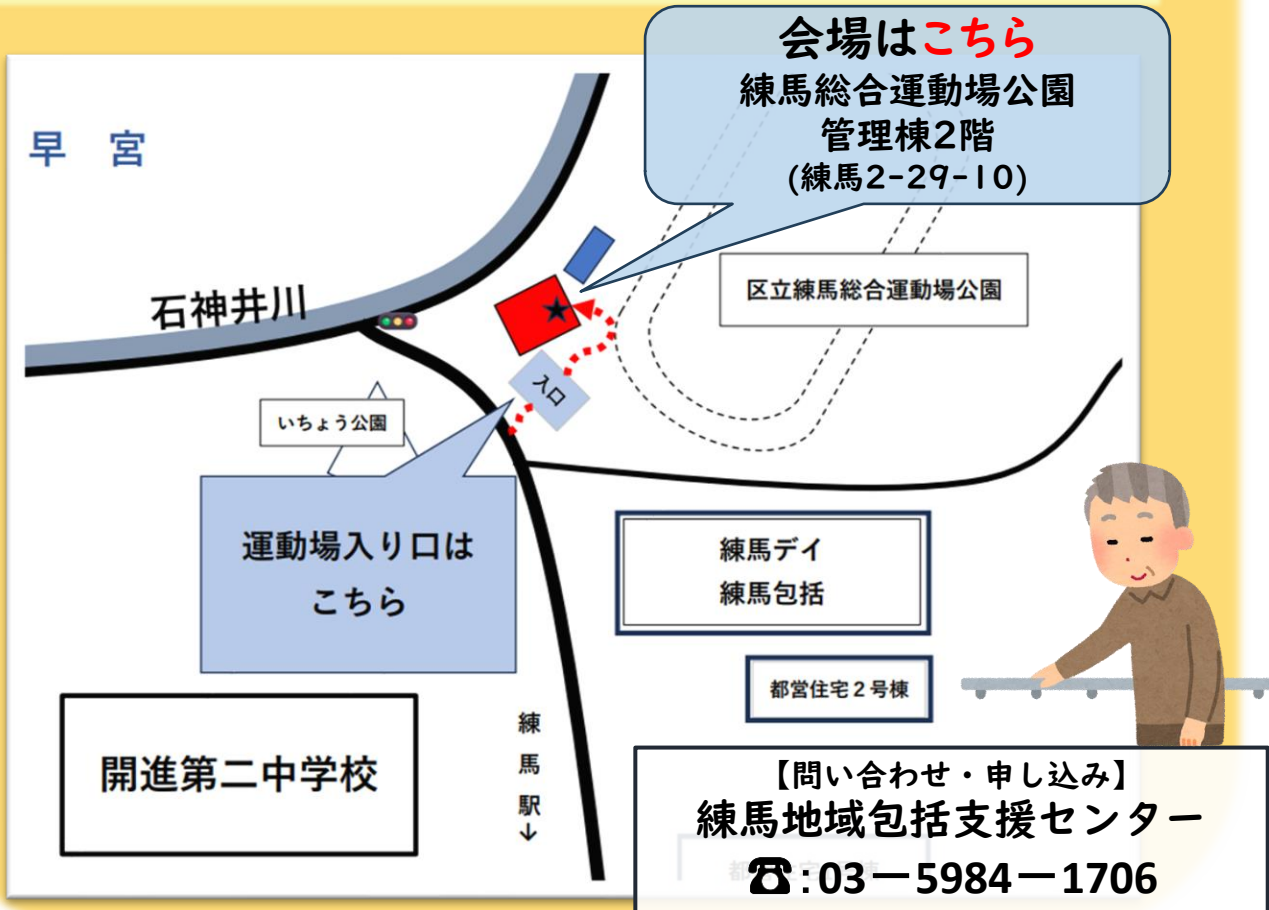 会場はこちら
練馬総合運動場公園
管理棟2階
(練馬2-29-10)
早 宮
石神井川
区立練馬総合運動場公園
入口
いちょう公園
運動場入り口は
こちら
練馬デイ
練馬包括
都営住宅2号棟
開進第二中学校
練馬駅↓
【問い合わせ・申し込み】
練馬地域包括支援センター
☎:03ー5984ー1706